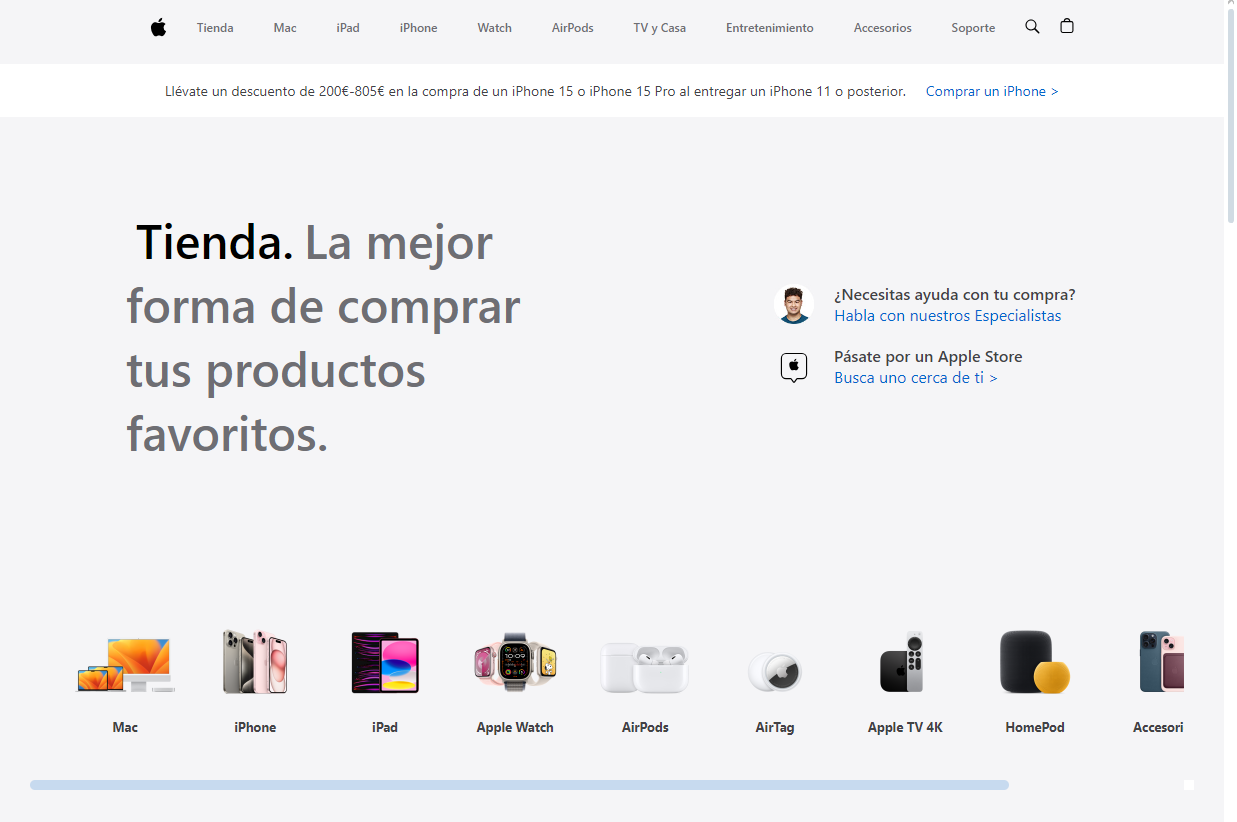 Tienda Mac iPad iPhone Watch AirPods TV y Casa Entretenimiento Accesorios Soporte
Llévate un descuento de 200€-805€ en la compra de un iPhone 15 o iPhone 15 Pro al entregar un iPhone 11 o posterior. Comprar un iPhone >
Tienda. La mejor
forma de comprar
tus productos
favoritos.
¿Necesitas ayuda con tu compra?
Habla con nuestros Especialistas
Pásate por un Apple Store
Busca uno cerca de ti >
Mac iPhone iPad Apple Watch AirPods AirTag Apple TV 4K HomePod Accesori